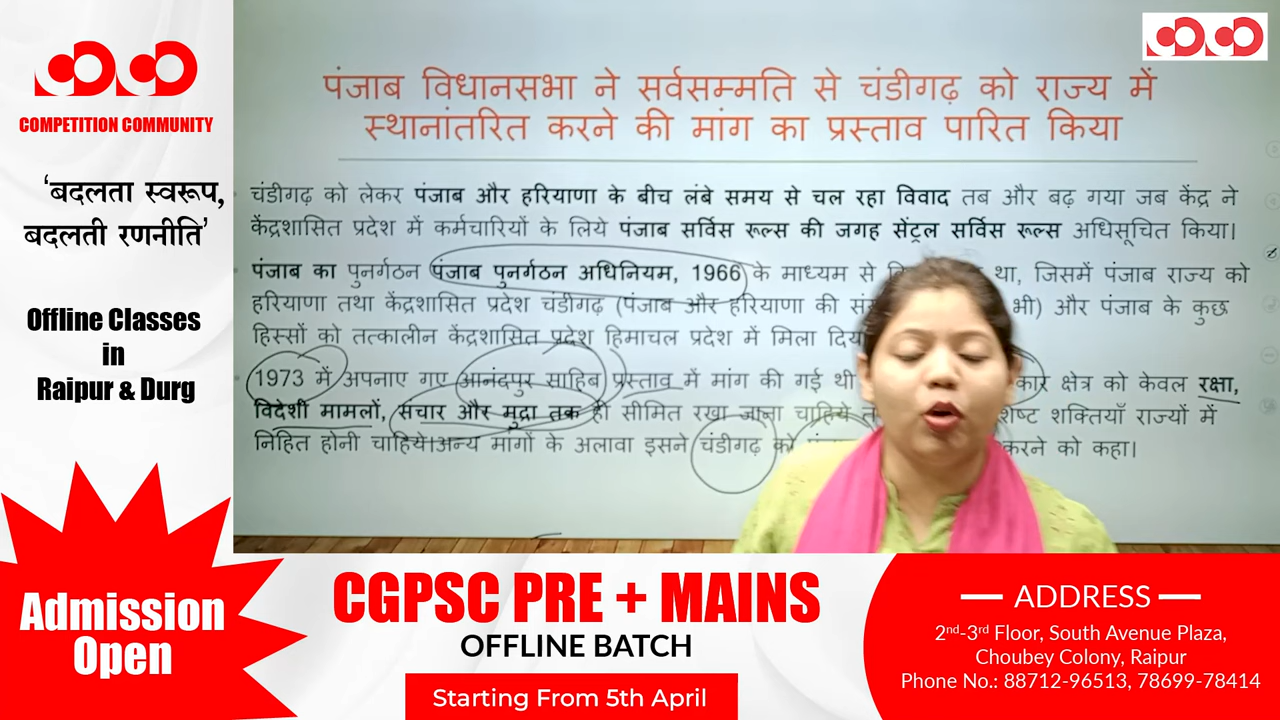 COMPETITION COMMUNITY
‘बदलता स्वरूप,
बदलती रणनीति’
Offline Classes
in
Raipur & Durg
पंजाब विधानसभा ने सर्वसम्मति से चंडीगढ़ को राज्य में
स्थानांतरित करने की मांग का प्रस्ताव पारित किया
चंडीगढ़ को लेकर पंजाब और हरियाणा के बीच लंबे समय से चल रहा विवाद तब और बढ़ गया जब केंद्र ने
केंद्रशासित प्रदेश में कर्मचारियों के लिये पंजाब सर्विस रूल्स की जगह सेंट्रल सर्विस रूल्स अधिसूचित किया।
पंजाब का पुनर्गठन पंजाब पुनर्गठन अधिनियम, 1966 के माध्यम से था, जिसमें पंजाब राज्य को
हरियाणा तथा केंद्रशासित प्रदेश चंडीगढ़ (पंजाब और हरियाणा की भी) और पंजाब के कुछ
हिस्सों को तत्कालीन केंद्रशासित प्रदेश हिमाचल प्रदेश में मिला
1973 में अपनाए गए आनंदपुर साहिब प्रस्ताव में मांग की गई थी क्षेत्र को केवल रक्षा,
विदेशी मामलों, संचार और मुद्रा तक ही सीमित रखा जाना चाहिये शक्तियाँ राज्यों में
निहित होनी चाहिये।अन्य मांगों के अलावा इसने चंडीगढ़ को करने को कहा।
Admission
Open
CGPSC PRE + MAINS
OFFLINE BATCH
Starting From 5th April
ADDRESS
2nd-3rd Floor, South Avenue Plaza,
Choubey Colony, Raipur
Phone No.: 88712-96513, 78699-78414